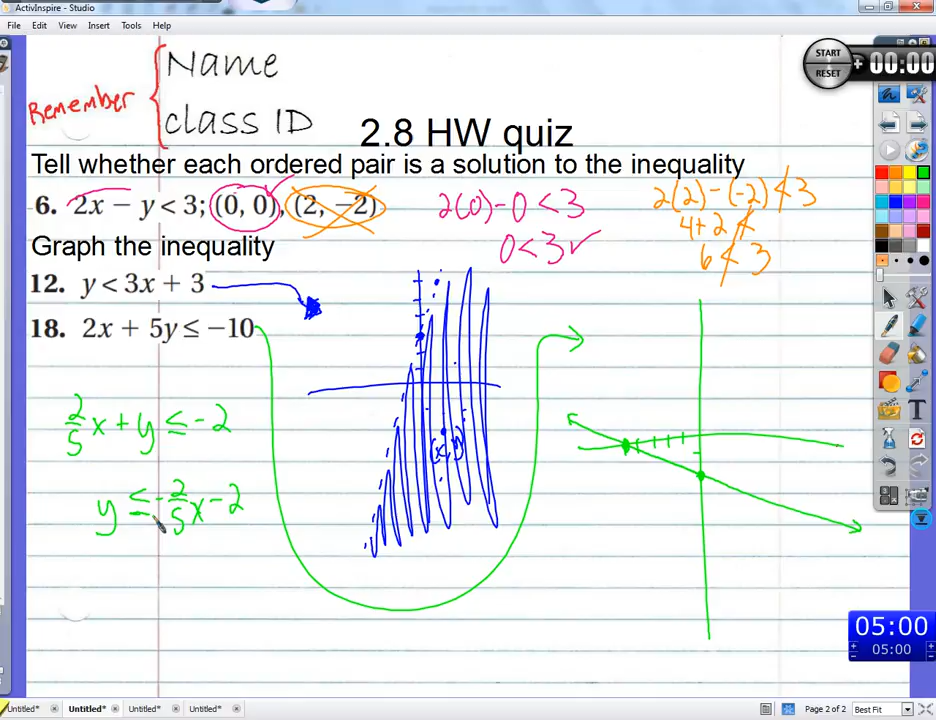 ActivInspire - Studio
File Edit View Insert Tools Help
START
RESET
00:00
Remember
Name
class ID
2.8 HW quiz
Tell whether each ordered pair is a solution to the inequality
6. 2x − y < 3; (0, 0), (2, −2)
2(0)-0<3
0<3✓
2(2)-(-2)≮3
4+2≮
6≮3
Graph the inequality
12. y < 3x + 3
18. 2x + 5y ≤ −10
2/5x+y≤-2
y≤-2/5x-2
05:00
05:00
Untitled* Untitled* Untitled* Untitled*
Page 2 of 2
Best Fit